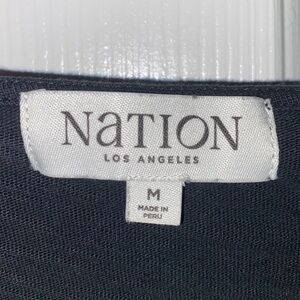 NaTION
LOS ANGELES
M
MADE IN
PERU